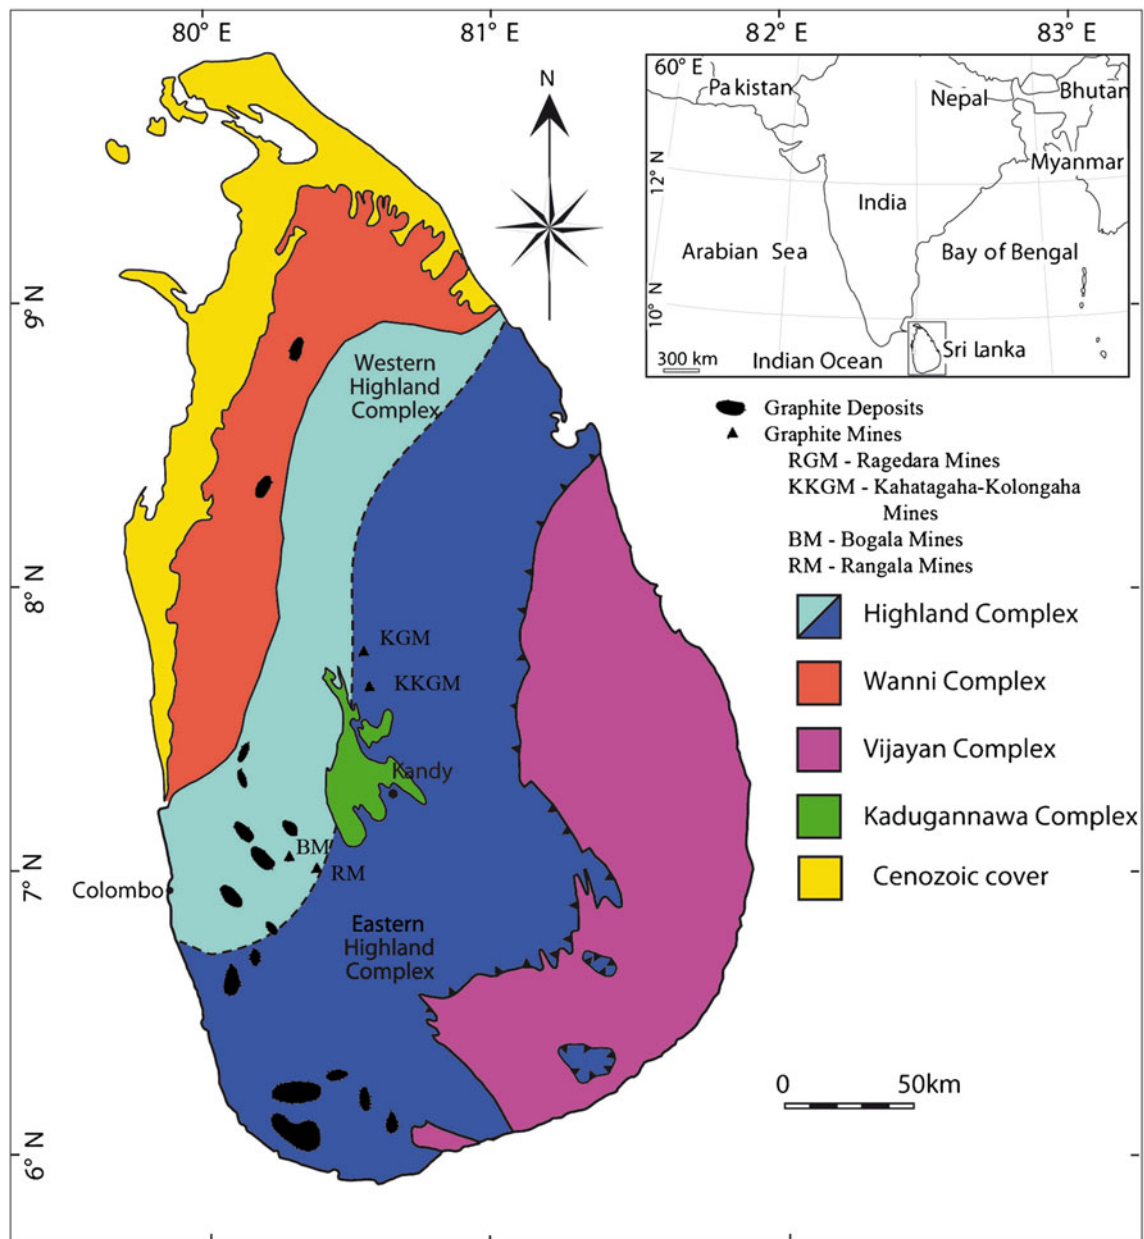 80° E 81° E 82° E 83° E
N
60° E
Pakistan
Nepal
Bhutan
12° N
Myanmar
India
Arabian Sea
Bay of Bengal
10° N
300 km
Indian Ocean
Sri Lanka
9° N
Western
Highland
Complex
Graphite Deposits
Graphite Mines
RGM - Ragedara Mines
KKGM - Kahatagaha-Kolongaha
Mines
BM - Bogala Mines
RM - Rangala Mines
8° N
Highland Complex
KGM
KKGM
Wanni Complex
Vijayan Complex
Kandy
Kadugannawa Complex
BM
RM
7° N
Colombo
Cenozoic cover
Eastern
Highland
Complex
0 50km
6° N